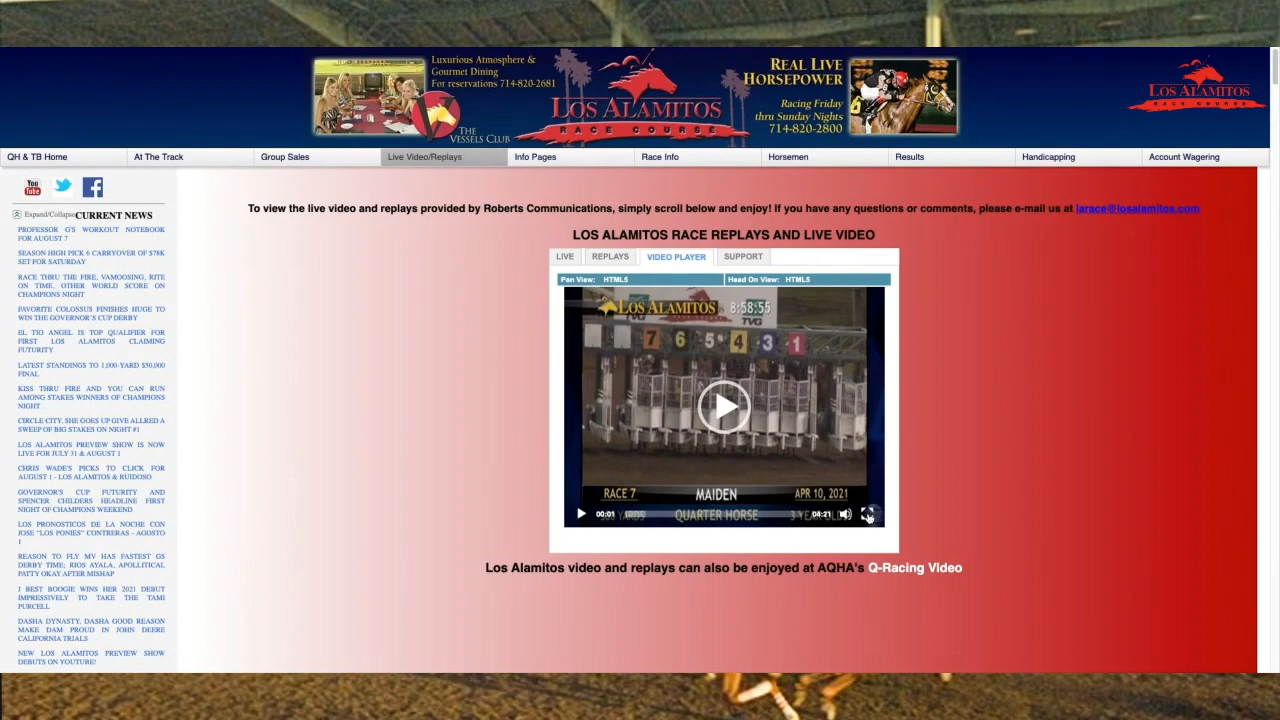 Luxurious Atmosphere &
Gourmet Dining
For reservations 714-820-2681
THE
VESSELS CLUB
LOS ALAMITOS
RACE COURSE
REAL LIVE
HORSEPOWER
Racing Friday
thru Sunday Nights
714-820-2800
LOS ALAMITOS
RACE COURSE
QH & TB Home
At The Track
Group Sales
Live Video/Replays
Info Pages
Race Info
Horsemen
Results
Handicapping
Account Wagering
You
Tube
Expand/Collapse CURRENT NEWS
PROFESSOR G'S WORKOUT NOTEBOOK
FOR AUGUST 7
SEASON HIGH PICK 6 CARRYOVER OF $78K
SET FOR SATURDAY
RACE THRU THE FIRE, VAMOOSING, RITE
ON TIME, OTHER WORLD SCORE ON
CHAMPIONS NIGHT
FAVORITE COLOSSUS FINISHES HUGE TO
WIN THE GOVERNOR'S CUP DERBY
EL TIO ANGEL IS TOP QUALIFIER FOR
FIRST LOS ALAMITOS CLAIMING
FUTURITY
LATEST STANDINGS TO 1,000-YARD $50,000
FINAL
KISS THRU FIRE AND YOU CAN RUN
AMONG STAKES WINNERS OF CHAMPIONS
NIGHT
CIRCLE CITY, SHE GOES UP GIVE ALLRED A
SWEEP OF BIG STAKES ON NIGHT #1
LOS ALAMITOS PREVIEW SHOW IS NOW
LIVE FOR JULY 31 & AUGUST 1
CHRIS WADE'S PICKS TO CLICK FOR
AUGUST 1 - LOS ALAMITOS & RUIDOSO
GOVERNOR'S CUP FUTURITY AND
SPENCER CHILDERS HEADLINE FIRST
NIGHT OF CHAMPIONS WEEKEND
LOS PRONOSTICOS DE LA NOCHE CON
JOSE "LOS PONIES" CONTRERAS - AGOSTO
1
REASON TO FLY MV HAS FASTEST GS
DERBY TIME; RIOS AYALA, APOLLITICAL
PATTY OKAY AFTER MISHAP
J BEST BOOGIE WINS HER 2021 DEBUT
IMPRESSIVELY TO TAKE THE TAMI
PURCELL
DASHA DYNASTY, DASHA GOOD REASON
MAKE DAM PROUD IN JOHN DEERE
CALIFORNIA TRIALS
NEW LOS ALAMITOS PREVIEW SHOW
DEBUTS ON YOUTUBE!
To view the live video and replays provided by Roberts Communications, simply scroll below and enjoy! If you have any questions or comments, please e-mail us at larace@losalamitos.com
LOS ALAMITOS RACE REPLAYS AND LIVE VIDEO
LIVE
REPLAYS
VIDEO PLAYER
SUPPORT
Pan View: HTML5
Head On View: HTML5
LOS ALAMITOS 8:58:55
TVG TVG
7 6 5 4 3 1
RACE 7 MAIDEN APR 10, 2021
00:01 04:21
YARDS QUARTER HORSE 3 YEAR OLDS
Los Alamitos video and replays can also be enjoyed at AQHA's Q-Racing Video